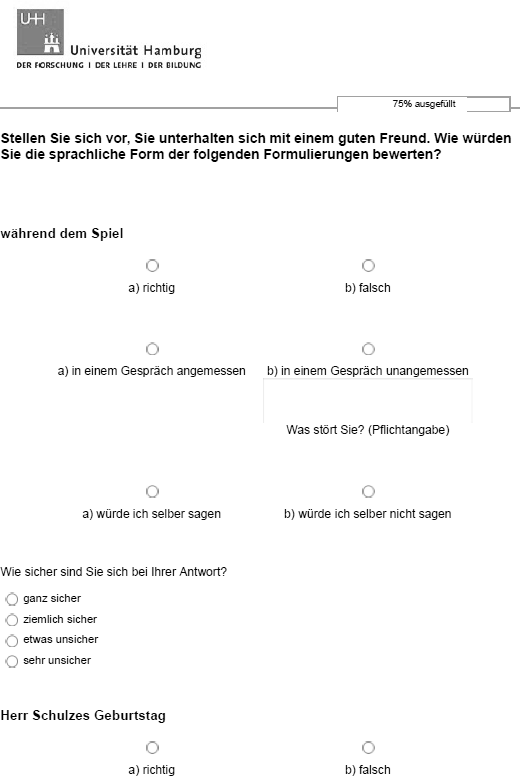 UHH
Universität Hamburg
DER FORSCHUNG | DER LEHRE | DER BILDUNG
75% ausgefüllt
Stellen Sie sich vor, Sie unterhalten sich mit einem guten Freund. Wie würden
Sie die sprachliche Form der folgenden Formulierungen bewerten?
während dem Spiel
a) richtig b) falsch
a) in einem Gespräch angemessen b) in einem Gespräch unangemessen
Was stört Sie? (Pflichtangabe)
a) würde ich selber sagen b) würde ich selber nicht sagen
Wie sicher sind Sie sich bei Ihrer Antwort?
ganz sicher
ziemlich sicher
etwas unsicher
sehr unsicher
Herr Schulzes Geburtstag
a) richtig b) falsch